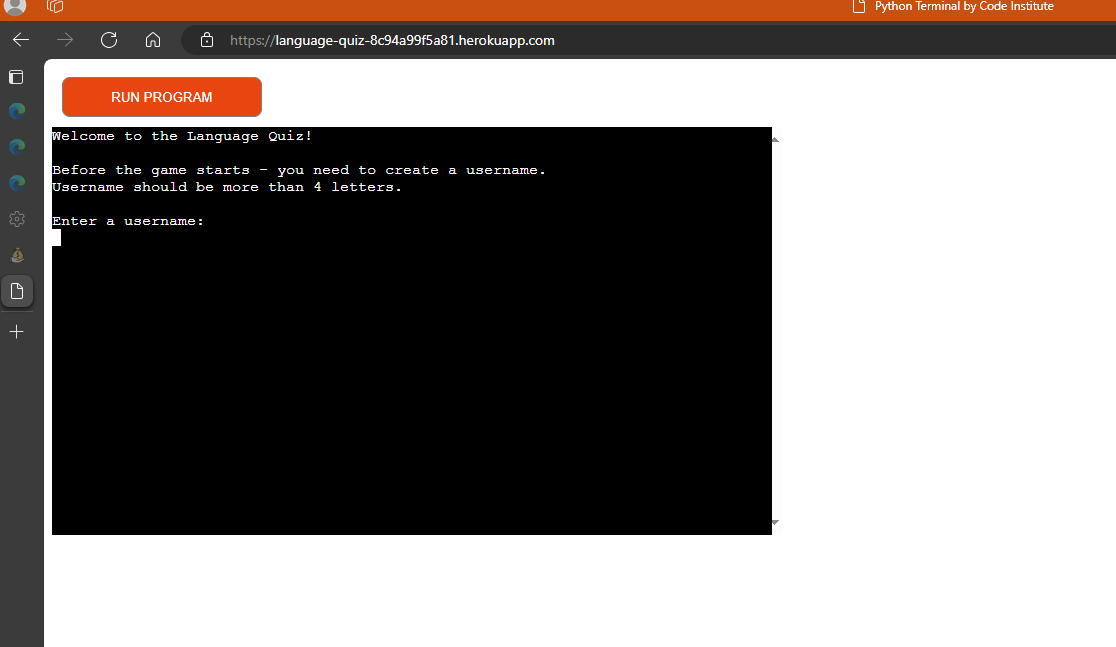 Python Terminal by Code Institute
https://language-quiz-8c94a99f5a81.herokuapp.com
RUN PROGRAM
Welcome to the Language Quiz!
Before the game starts - you need to create a username.
Username should be more than 4 letters.
Enter a username: